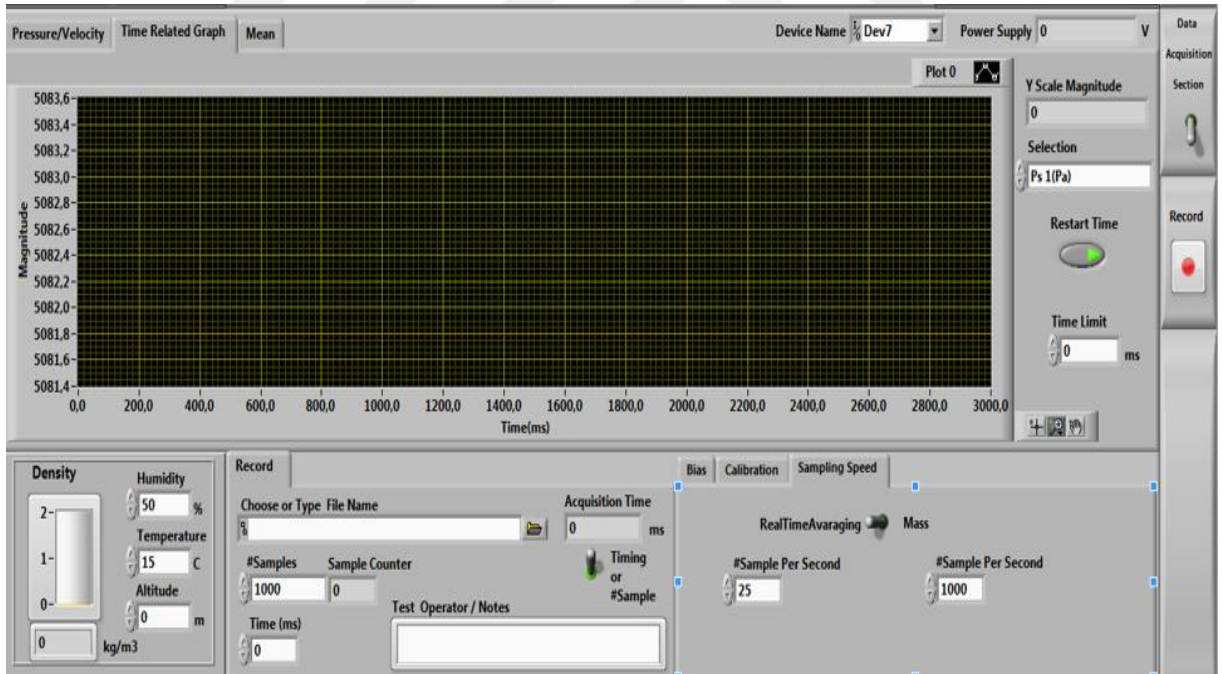 Pressure/Velocity Time Related Graph Mean
Device Name Dev7 Power Supply 0 V
Data
Acquisition
Section
Plot 0
Y Scale Magnitude
0
Selection
Ps 1(Pa)
Restart Time
Record
Time Limit
0 ms
Magnitude
5083,6
5083,4
5083,2
5083,0
5082,8
5082,6
5082,4
5082,2
5082,0
5081,8
5081,6
5081,4
0,0 200,0 400,0 600,0 800,0 1000,0 1200,0 1400,0 1600,0 1800,0 2000,0 2200,0 2400,0 2600,0 2800,0 3000,0
Time(ms)
Density
2
1
0
0 kg/m3
Humidity
50 %
Temperature
15 C
Altitude
0 m
Record
Choose or Type File Name
Acquisition Time
0 ms
#Samples Sample Counter
1000 0
Timing
or
#Sample
Time (ms)
0
Test Operator / Notes
Bias Calibration Sampling Speed
RealTimeAvaraging Mass
#Sample Per Second #Sample Per Second
25 1000